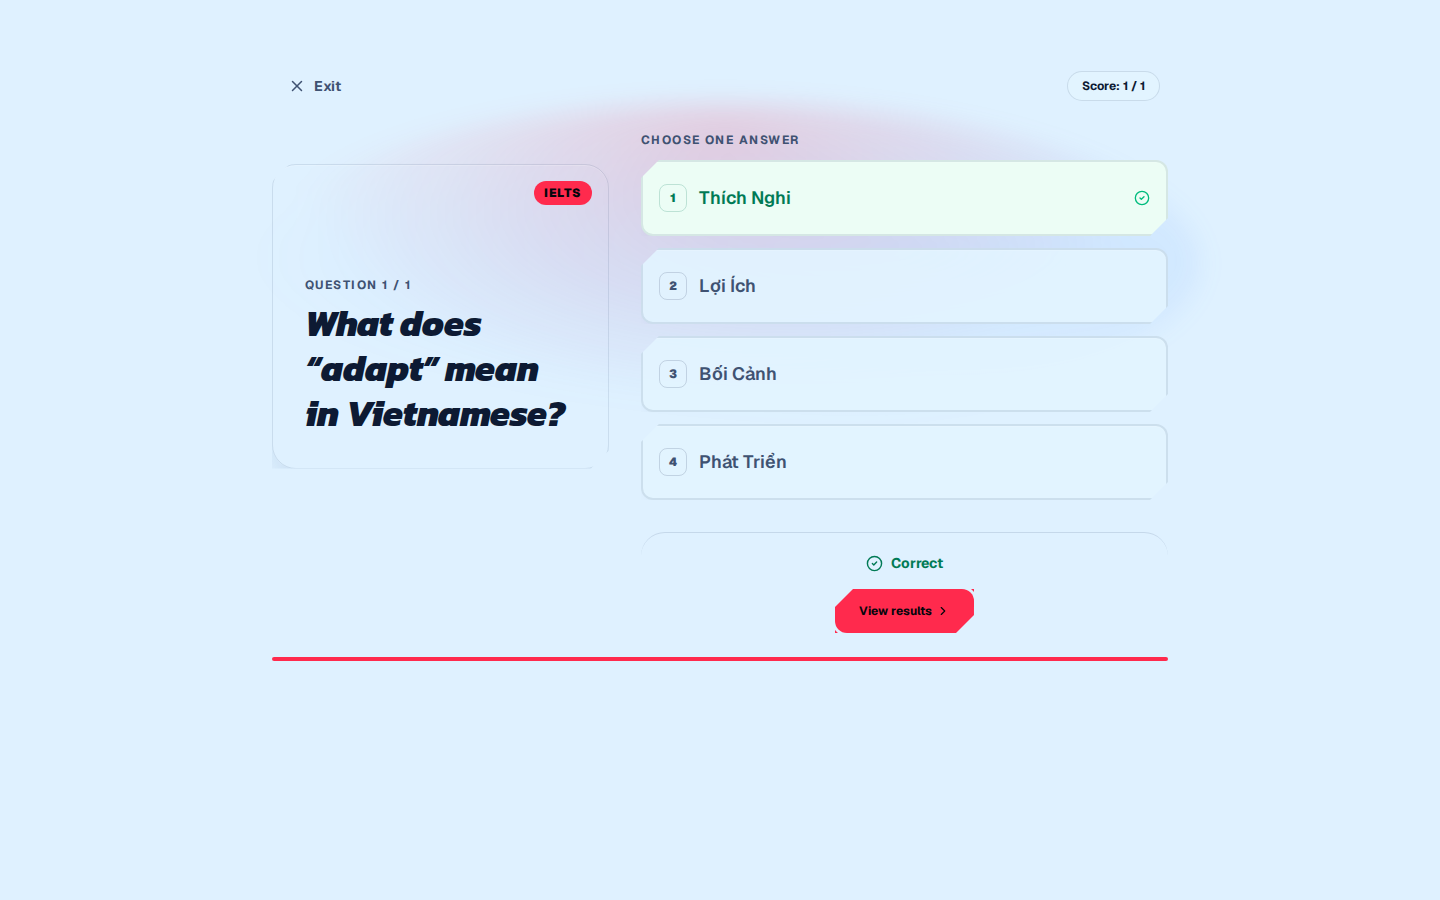 Exit
Score: 1 / 1
IELTS
QUESTION 1 / 1
What does
“adapt” mean
in Vietnamese?
CHOOSE ONE ANSWER
1 Thích Nghi
2 Lợi Ích
3 Bối Cảnh
4 Phát Triển
Correct
View results